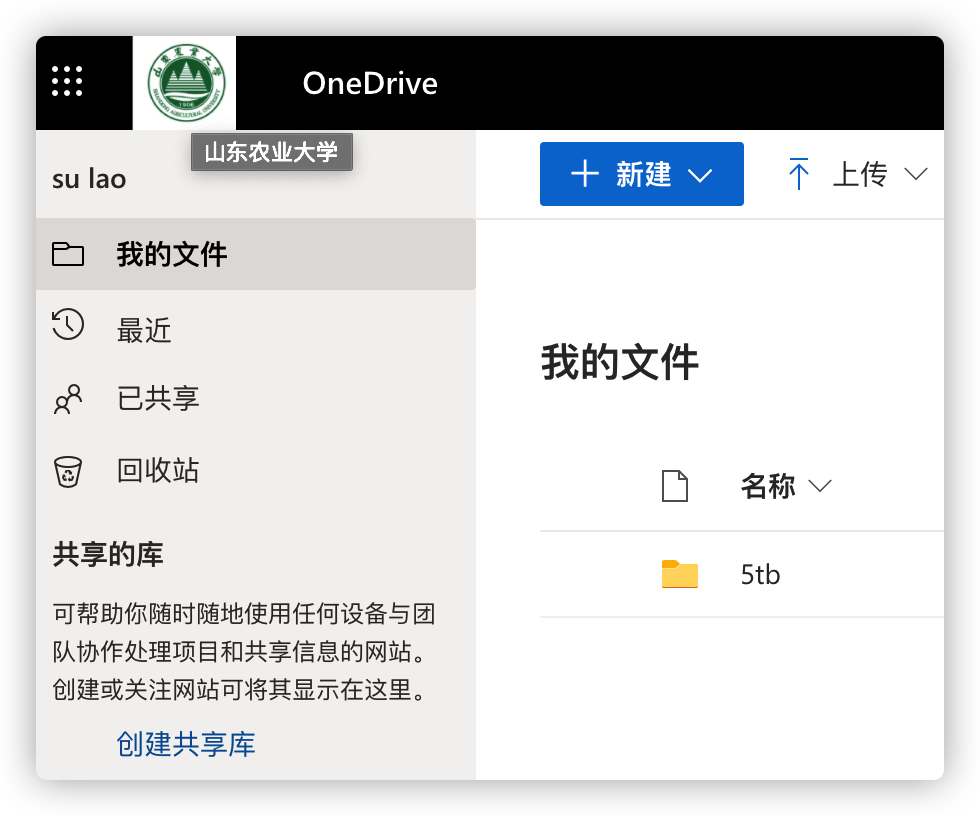 OneDrive
山东农业大学
su lao
新建
上传
我的文件
最近
已共享
回收站
共享的库
可帮助你随时随地使用任何设备与团
队协作处理项目和共享信息的网站。
创建或关注网站可将其显示在这里。
创建共享库
我的文件
名称
5tb